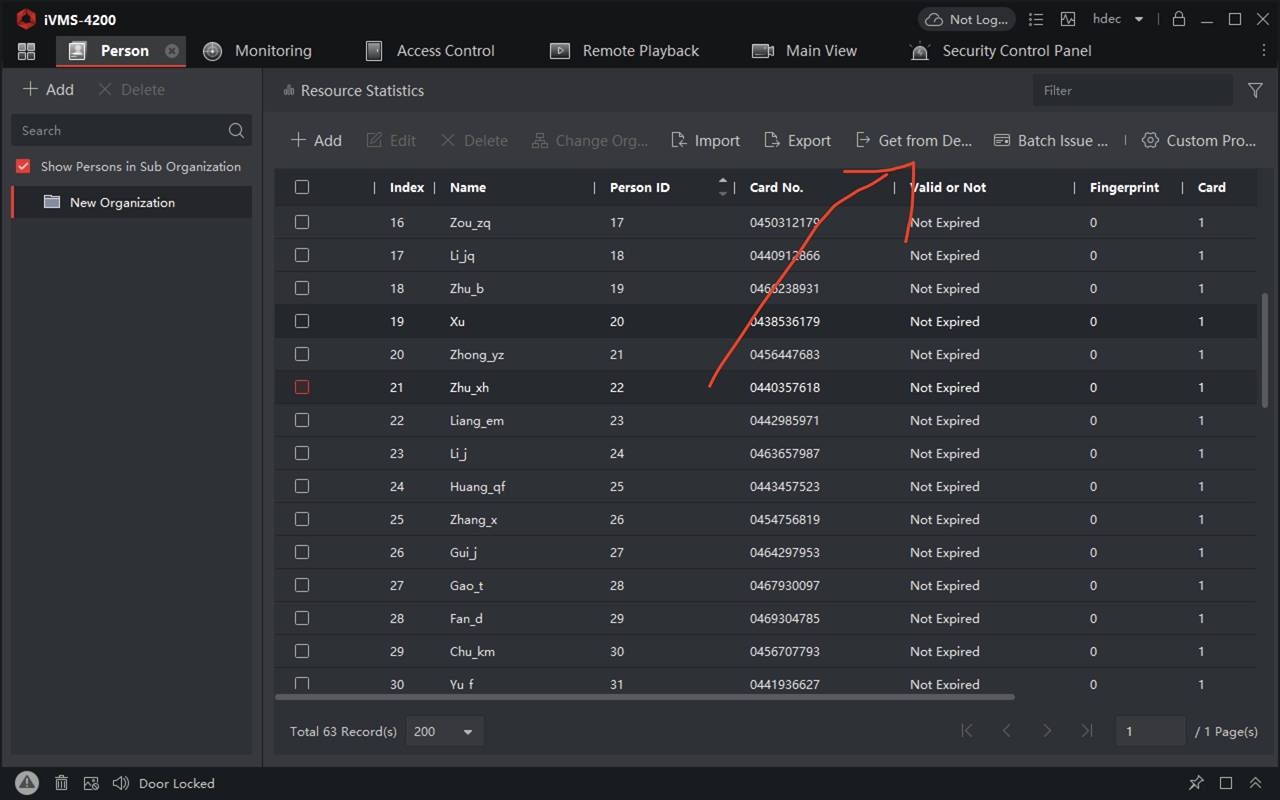 iVMS-4200
Not Log...
hdec
Person
Monitoring
Access Control
Remote Playback
Main View
Security Control Panel
Add
Delete
Resource Statistics
Filter
Search
Add
Edit
Delete
Change Org...
Import
Export
Get from De...
Batch Issue ...
Custom Pro...
Show Persons in Sub Organization
New Organization
Index Name Person ID Card No. Valid or Not Fingerprint Card
16 Zou_zq 17 0450312179 Not Expired 0 1
17 Li_jq 18 0440912866 Not Expired 0 1
18 Zhu_b 19 0466238931 Not Expired 0 1
19 Xu 20 0438536179 Not Expired 0 1
20 Zhong_yz 21 0456447683 Not Expired 0 1
21 Zhu_xh 22 0440357618 Not Expired 0 1
22 Liang_em 23 0442985971 Not Expired 0 1
23 Li_j 24 0463657987 Not Expired 0 1
24 Huang_qf 25 0443457523 Not Expired 0 1
25 Zhang_x 26 0454756819 Not Expired 0 1
26 Gui_j 27 0464297953 Not Expired 0 1
27 Gao_t 28 0467930097 Not Expired 0 1
28 Fan_d 29 0469304785 Not Expired 0 1
29 Chu_km 30 0456707793 Not Expired 0 1
30 Yu_f 31 0441936627 Not Expired 0 1
Total 63 Record(s) 200
1 / 1 Page(s)
Door Locked